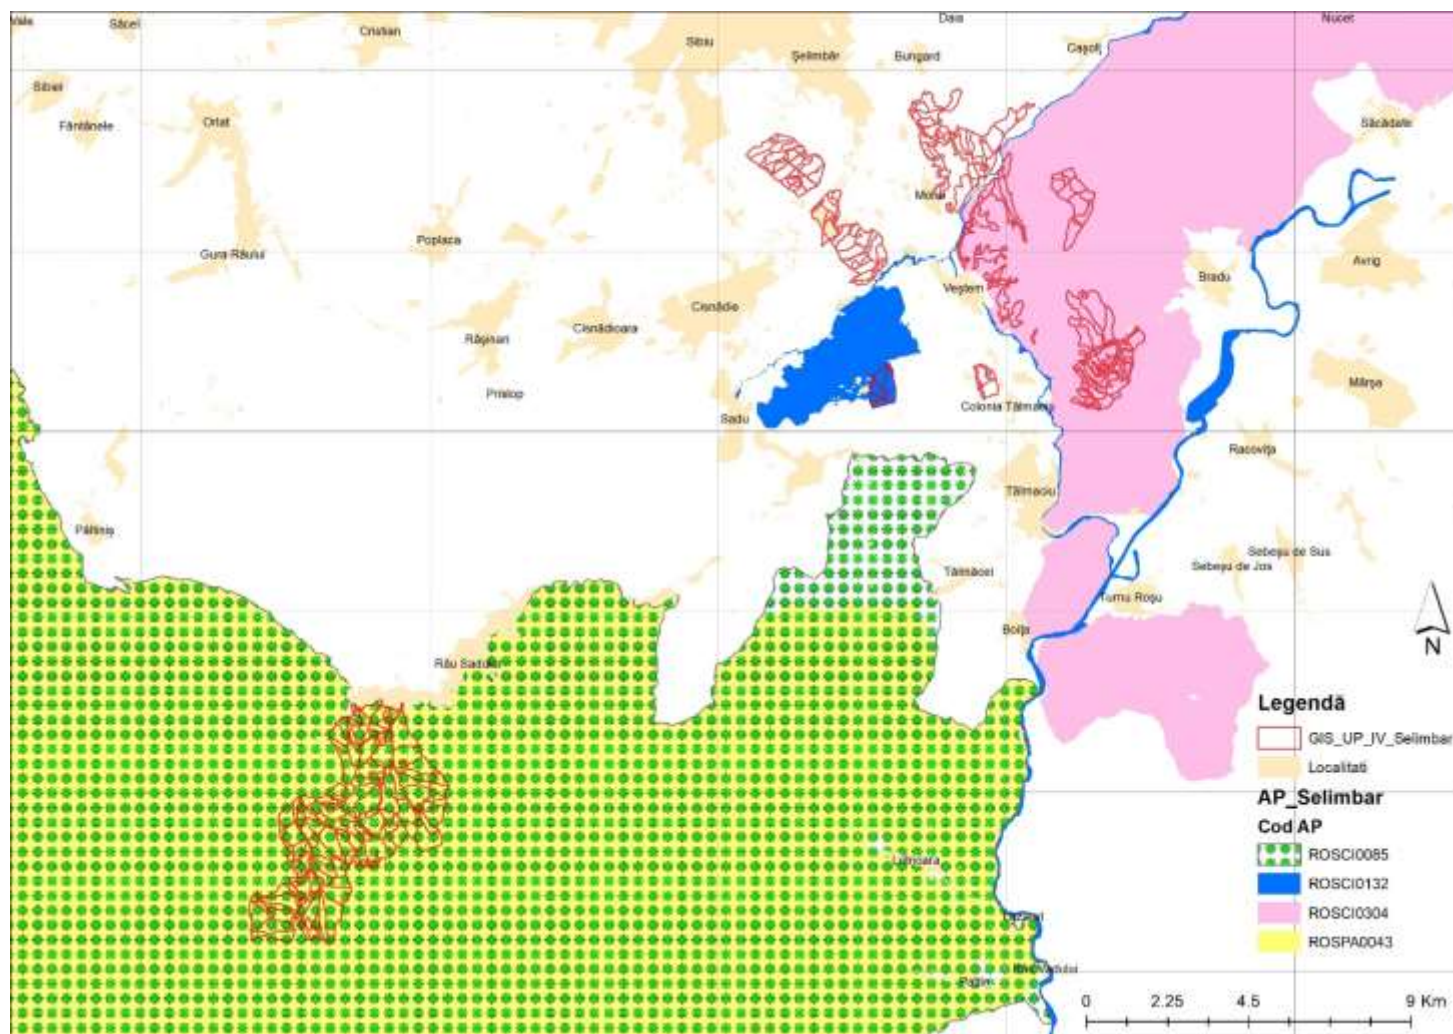 Săcel
Cristian
Sibiu
Daia
Nucet
Șelimbăr
Bungard
Cașolț
Sibiel
Fântânele
Orlat
Săcădate
Mohu
Poplaca
Gura Râului
Avrig
Bradu
Veștem
Cisnădie
Cisnădioara
Rășinari
Prislop
Mârșa
Colonia Tălmaciu
Sadu
Racovița
Tălmaciu
Păltiniș
Sebeșu de Sus
Sebeșu de Jos
Tălmăcel
Turnu Roșu
Boița
Râu Sadului
N
Legendă
GIS_UP_IV_Selimbar
Localitati
AP_Selimbar
Cod AP
ROSCI0085
ROSCI0132
ROSCI0304
ROSPA0043
0 2.25 4.5 9 Km